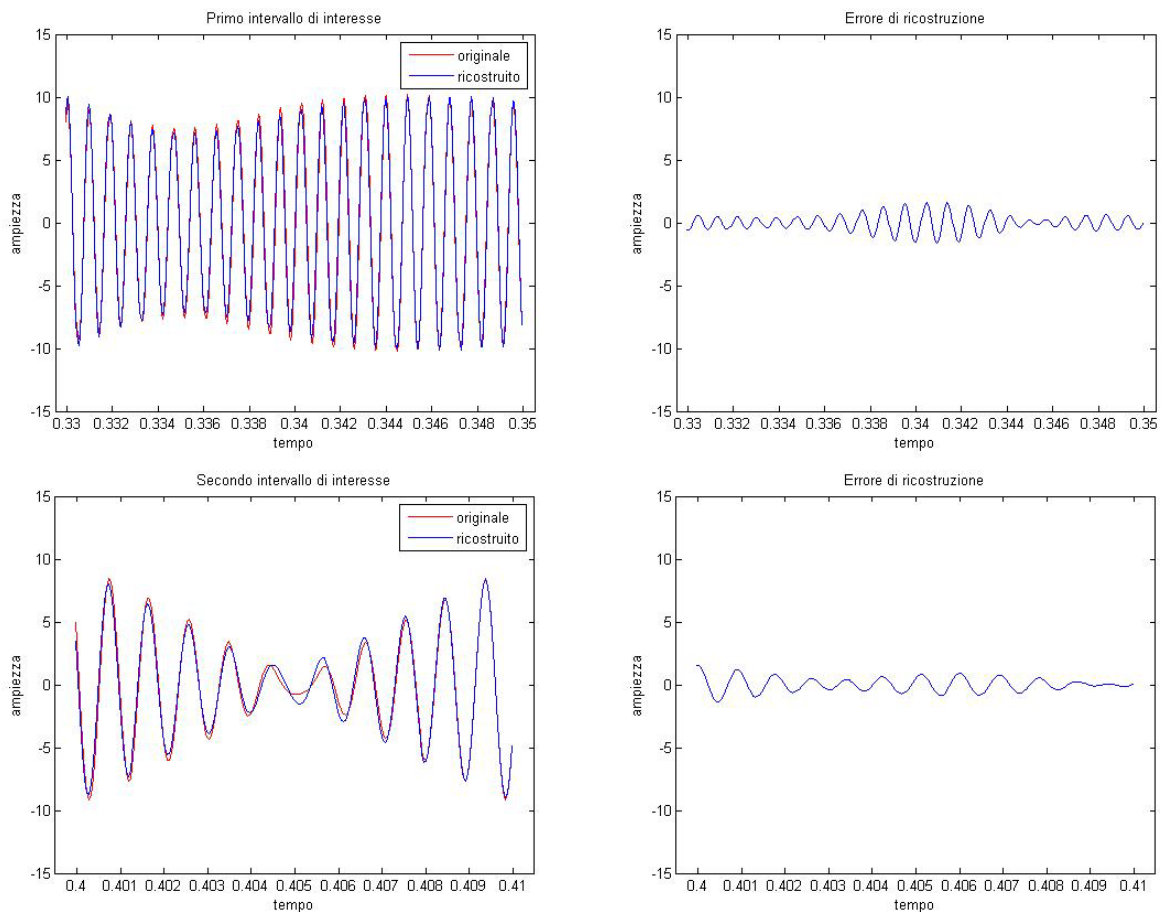 Primo intervallo di interesse
15
10
5
0
-5
-10
-15
ampiezza
originale
ricostruito
0.33 0.332 0.334 0.336 0.338 0.34 0.342 0.344 0.346 0.348 0.35
tempo
Errore di ricostruzione
15
10
5
0
-5
-10
-15
ampiezza
0.33 0.332 0.334 0.336 0.338 0.34 0.342 0.344 0.346 0.348 0.35
tempo
Secondo intervallo di interesse
15
10
5
0
-5
-10
-15
ampiezza
originale
ricostruito
0.4 0.401 0.402 0.403 0.404 0.405 0.406 0.407 0.408 0.409 0.41
tempo
Errore di ricostruzione
15
10
5
0
-5
-10
-15
ampiezza
0.4 0.401 0.402 0.403 0.404 0.405 0.406 0.407 0.408 0.409 0.41
tempo